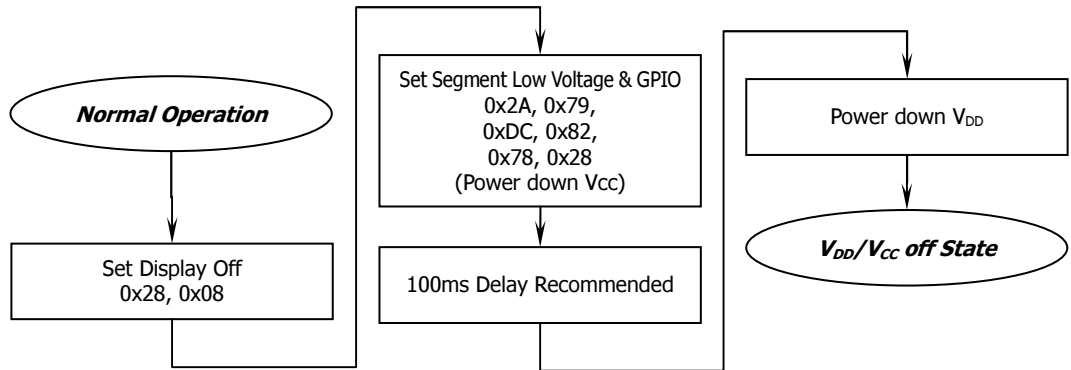 Normal Operation
Set Display Off
0x28, 0x08
Set Segment Low Voltage & GPIO
0x2A, 0x79,
0xDC, 0x82,
0x78, 0x28
(Power down Vcc)
100ms Delay Recommended
Power down VDD
VDD/VCC off State